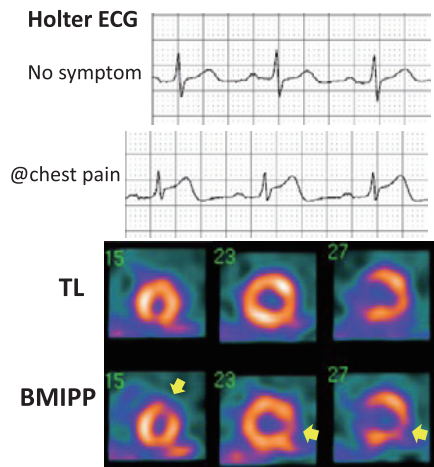 Holter ECG
No symptom
@chest pain
15 23 27
TL
15 23 27
BMIPP